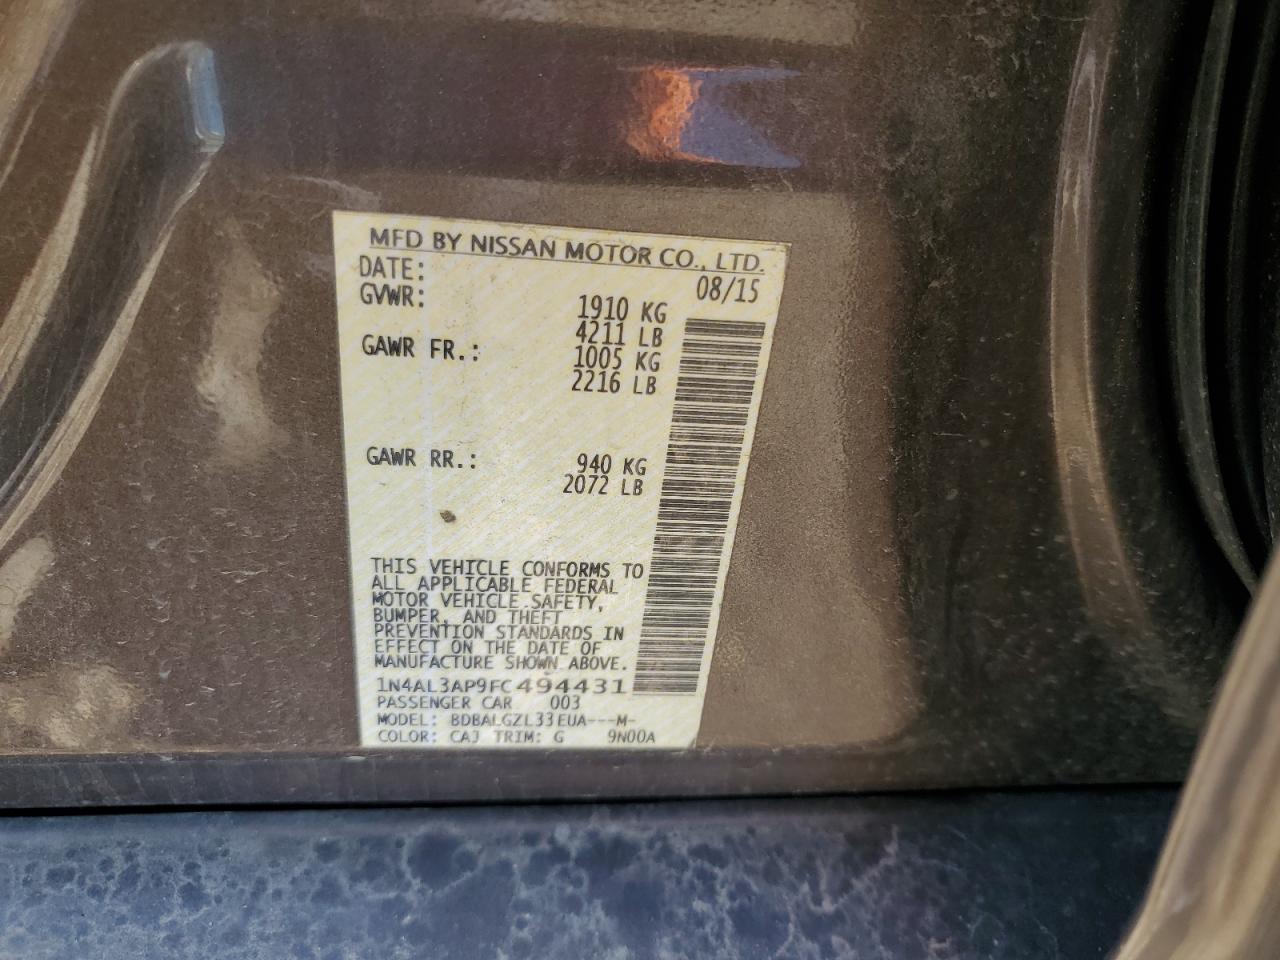 MFD BY NISSAN MOTOR CO., LTD.
DATE: 08/15
GVWR: 1910 KG
4211 LB
GAWR FR.: 1005 KG
2216 LB
GAWR RR.: 940 KG
2072 LB
THIS VEHICLE CONFORMS TO
ALL APPLICABLE FEDERAL
MOTOR VEHICLE SAFETY,
BUMPER, AND THEFT
PREVENTION STANDARDS IN
EFFECT ON THE DATE OF
MANUFACTURE SHOWN ABOVE.
1N4AL3AP9FC494431
PASSENGER CAR 003
MODEL: BDBALGZL33EUA---M-
COLOR: CAJ TRIM: G 9N00A